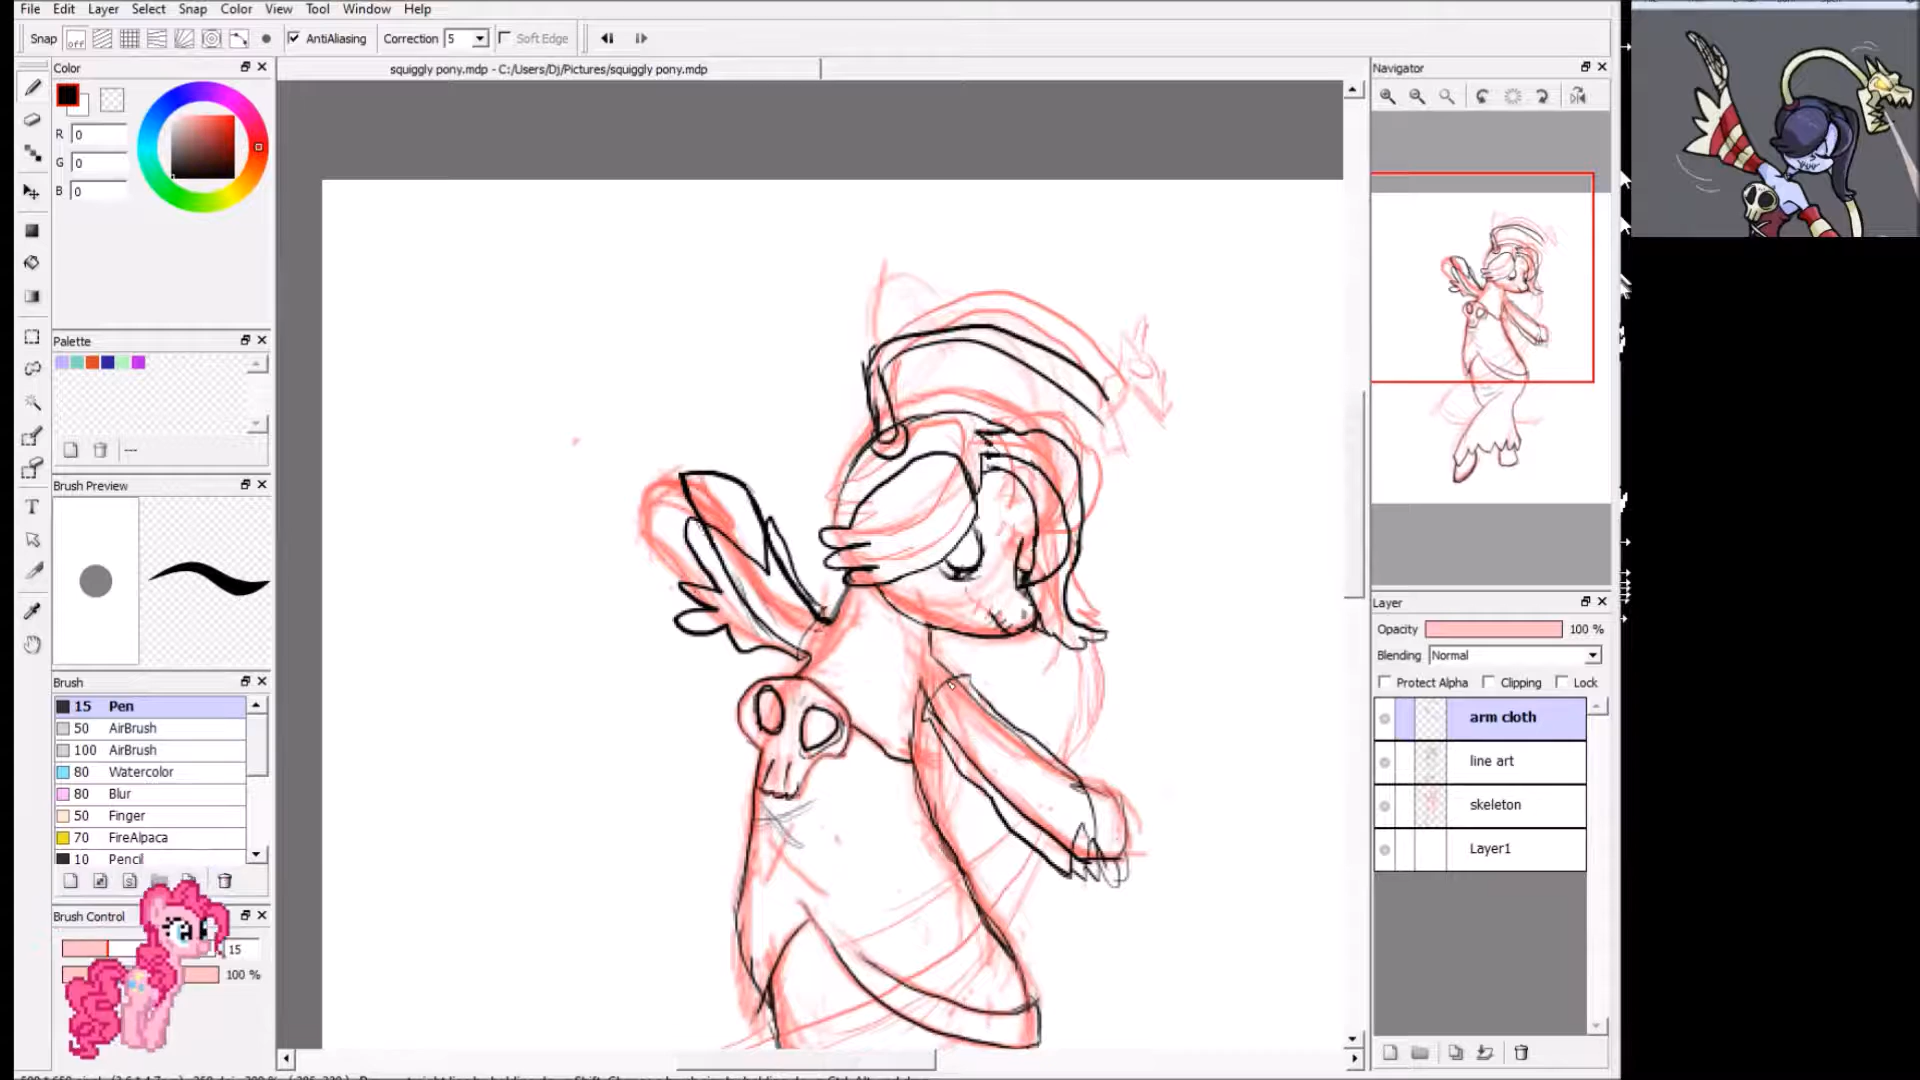 File Edit Layer Select Snap Color View Tool Window Help
Snap off AntiAliasing Correction 5 Soft Edge
Color
squiggly pony.mdp - C:/Users/Dj/Pictures/squiggly pony.mdp
Navigator
R 0
G 0
B 0
Palette
---
Brush Preview
T
Brush
15 Pen
50 AirBrush
100 AirBrush
80 Watercolor
80 Blur
50 Finger
70 FireAlpaca
10 Pencil
Brush Control
15
100 %
Layer
Opacity 100 %
Blending Normal
Protect Alpha Clipping Lock
arm cloth
line art
skeleton
Layer1